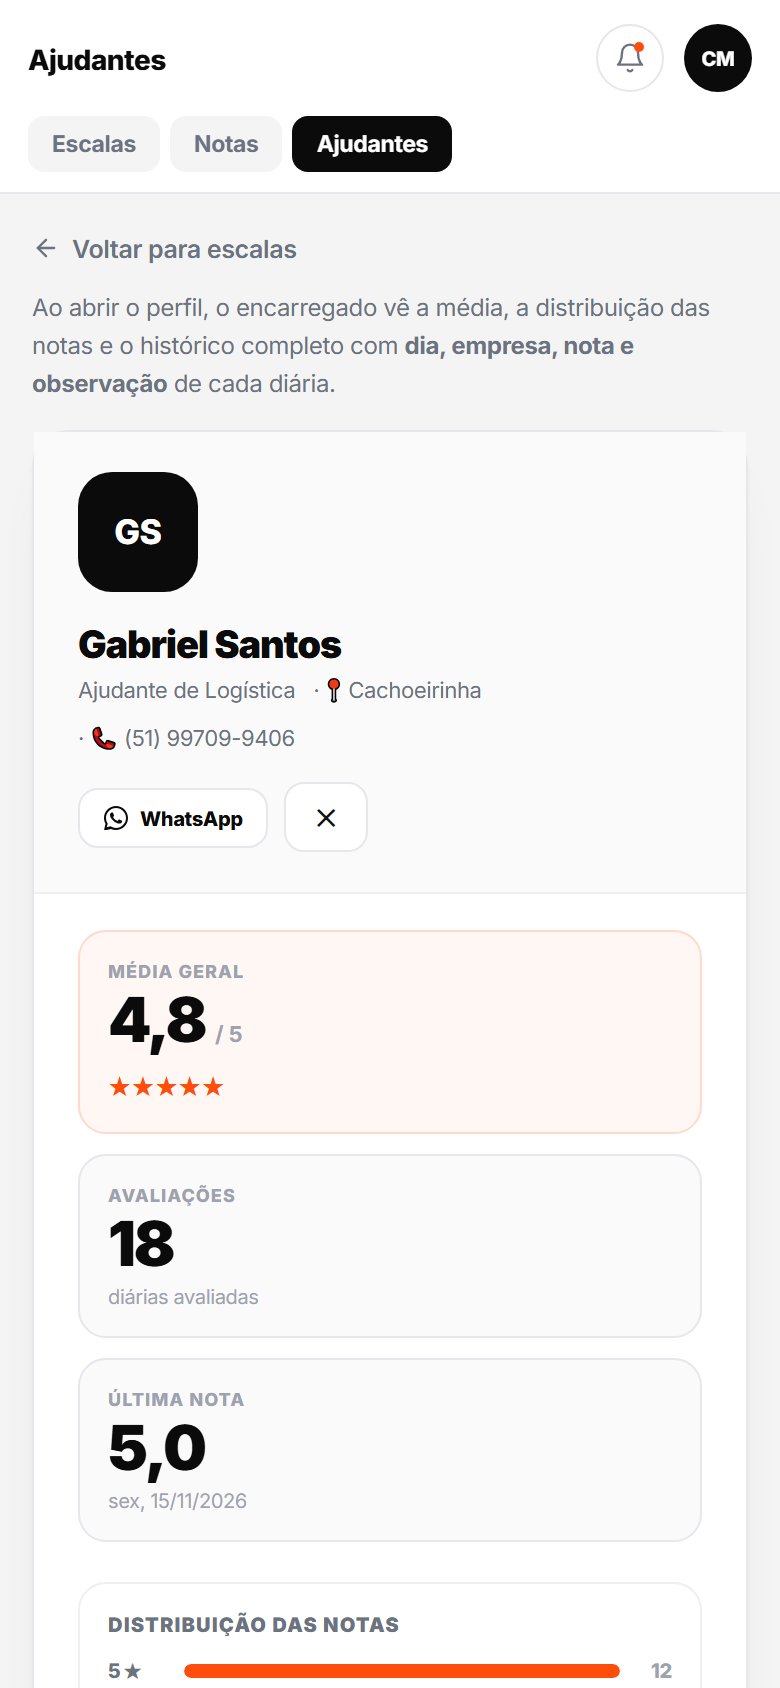 Ajudantes
CM
Escalas
Notas
Ajudantes
← Voltar para escalas
Ao abrir o perfil, o encarregado vê a média, a distribuição das
notas e o histórico completo com dia, empresa, nota e
observação de cada diária.
GS
Gabriel Santos
Ajudante de Logística · 📍 Cachoeirinha
· 📞 (51) 99709-9406
WhatsApp
MÉDIA GERAL
4,8 / 5
★★★★★
AVALIAÇÕES
18
diárias avaliadas
ÚLTIMA NOTA
5,0
sex, 15/11/2026
DISTRIBUIÇÃO DAS NOTAS
5 ★ 12